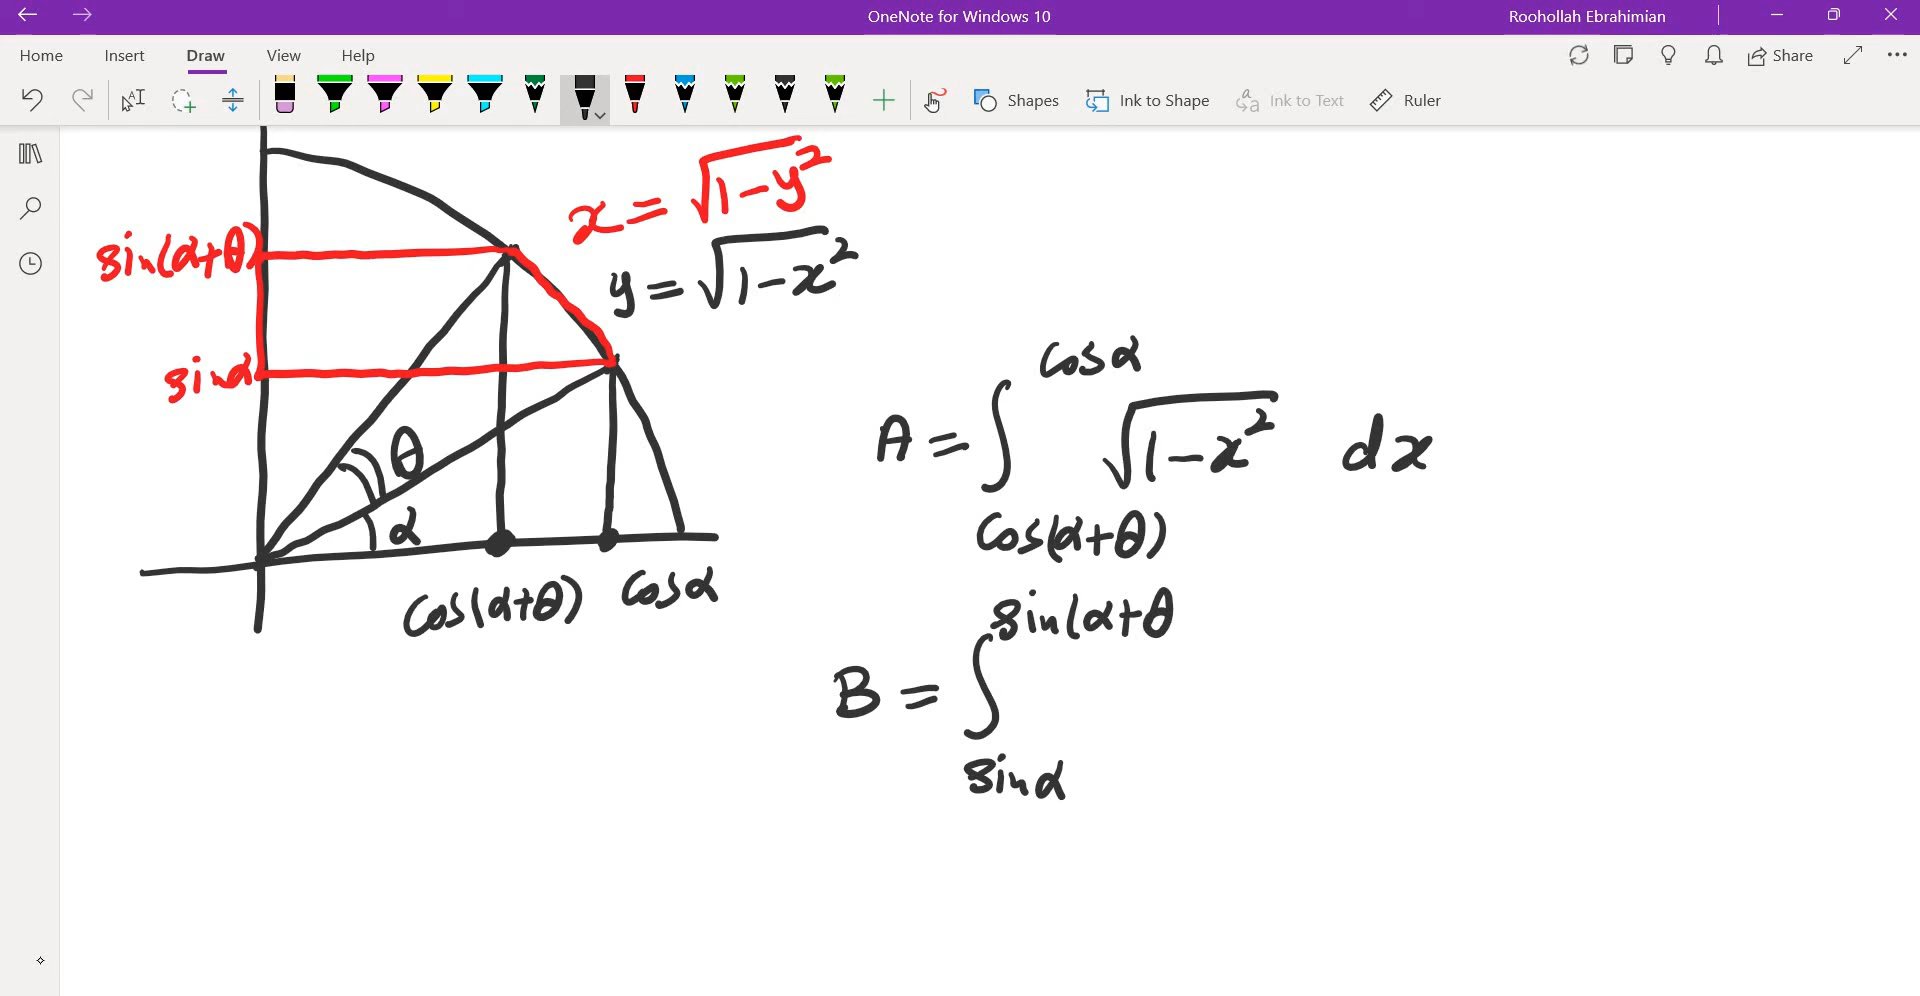 OneNote for Windows 10
Roohollah Ebrahimian
Home Insert Draw View Help
Share
Shapes Ink to Shape Ink to Text Ruler
x = √1-y²
sin(α+θ)
y = √1-x²
sinα
θ
α
cos(α+θ) cosα
cosα
A = ∫ √1-x² dx
cos(α+θ)
sin(α+θ
B = ∫
sinα